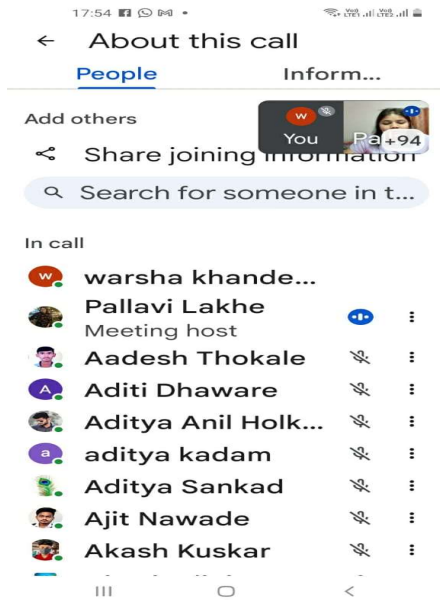 17:54
← About this call
People Inform...
Add others
W
You Pa +94
Share joining information
Search for someone in t...
In call
W warsha khande...
Pallavi Lakhe
Meeting host
Aadesh Thokale
A Aditi Dhaware
Aditya Anil Holk...
a aditya kadam
Aditya Sankad
Ajit Nawade
Akash Kuskar